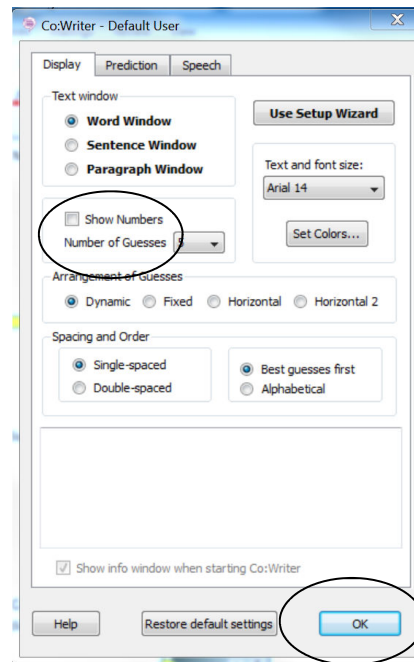 Co:Writer - Default User
Display Prediction Speech
Text window
Word Window
Sentence Window
Paragraph Window
Use Setup Wizard
Text and font size:
Arial 14
Set Colors...
Show Numbers
Number of Guesses 5
Arrangement of Guesses
Dynamic Fixed Horizontal Horizontal 2
Spacing and Order
Single-spaced
Double-spaced
Best guesses first
Alphabetical
Show info window when starting Co:Writer
Help Restore default settings OK